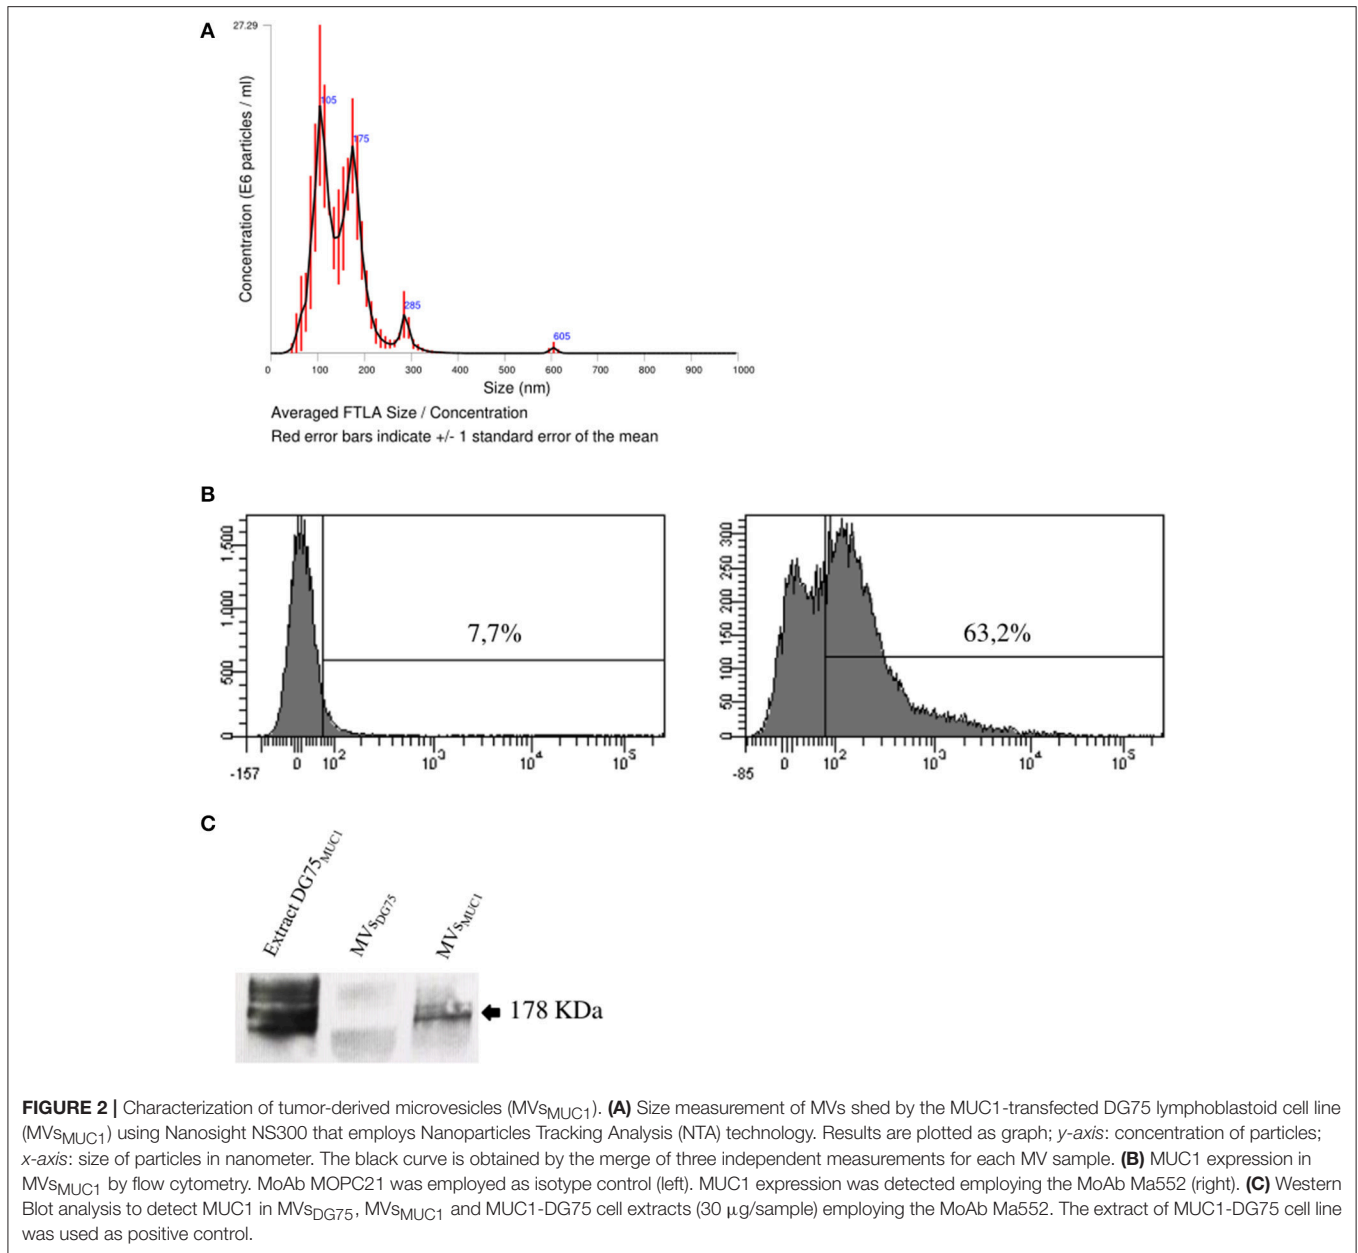 A
27.29
Concentration (E6 particles / ml)
105
175
285
605
0 100 200 300 400 500 600 700 800 900 1000
Size (nm)
Averaged FTLA Size / Concentration
Red error bars indicate +/- 1 standard error of the mean
B
1,500
1,000
500
0
7,7%
-157 0 10² 10³ 10⁴ 10⁵
300
250
200
150
100
50
0
63,2%
-85 0 10² 10³ 10⁴ 10⁵
C
Extract DG75MUC1
MVsDG75
MVsMUC1
178 KDa
FIGURE 2 | Characterization of tumor-derived microvesicles (MVsMUC1). (A) Size measurement of MVs shed by the MUC1-transfected DG75 lymphoblastoid cell line
(MVsMUC1) using Nanosight NS300 that employs Nanoparticles Tracking Analysis (NTA) technology. Results are plotted as graph; y-axis: concentration of particles;
x-axis: size of particles in nanometer. The black curve is obtained by the merge of three independent measurements for each MV sample. (B) MUC1 expression in
MVsMUC1 by flow cytometry. MoAb MOPC21 was employed as isotype control (left). MUC1 expression was detected employing the MoAb Ma552 (right). (C) Western
Blot analysis to detect MUC1 in MVsDG75, MVsMUC1 and MUC1-DG75 cell extracts (30 μg/sample) employing the MoAb Ma552. The extract of MUC1-DG75 cell line
was used as positive control.